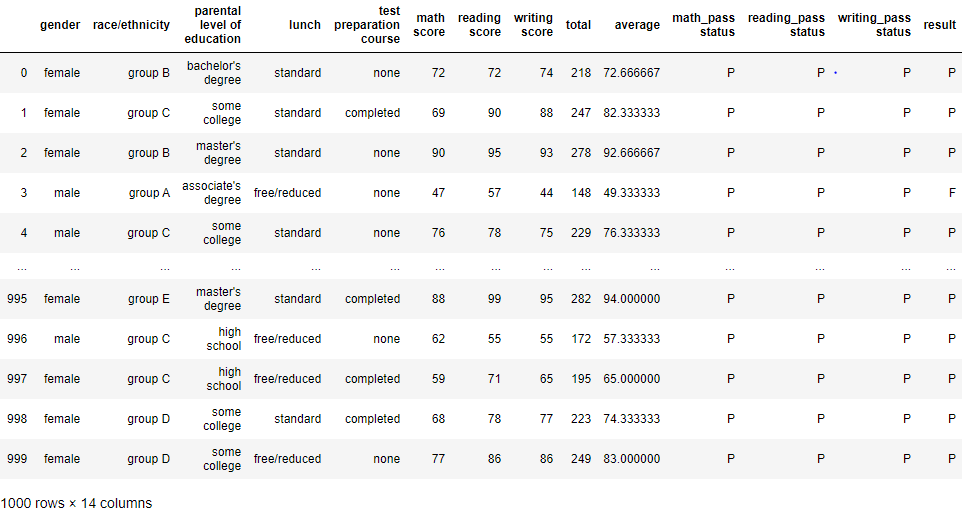 gender race/ethnicity parental level of education lunch test preparation course math score reading score writing score total average math_pass status reading_pass status writing_pass status result
0 female group B bachelor's degree standard none 72 72 74 218 72.666667 P P P P
1 female group C some college standard completed 69 90 88 247 82.333333 P P P P
2 female group B master's degree standard none 90 95 93 278 92.666667 P P P P
3 male group A associate's degree free/reduced none 47 57 44 148 49.333333 P P P F
4 male group C some college standard none 76 78 75 229 76.333333 P P P P
... ... ... ... ... ... ... ... ... ... ... ... ... ... ...
995 female group E master's degree standard completed 88 99 95 282 94.000000 P P P P
996 male group C high school free/reduced none 62 55 55 172 57.333333 P P P P
997 female group C high school free/reduced completed 59 71 65 195 65.000000 P P P P
998 female group D some college standard completed 68 78 77 223 74.333333 P P P P
999 female group D some college free/reduced none 77 86 86 249 83.000000 P P P P
1000 rows × 14 columns